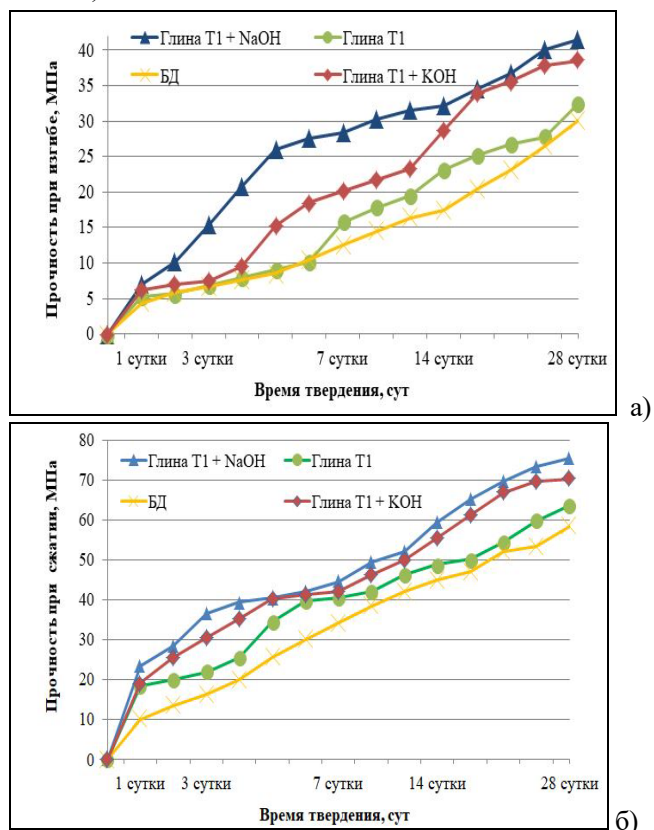 Глина Т1 + NaOH
Глина Т1
БД
Глина Т1 + KOH
Прочность при изгибе, МПа
40
35
30
25
20
15
10
5
0
1 сутки 3 сутки 7 сутки 14 сутки 28 сутки
Время твердения, сут
а)
Глина Т1 + NaOH
Глина Т1
БД
Глина Т1 + KOH
Прочность при сжатии, МПа
80
70
60
50
40
30
20
10
0
1 сутки 3 сутки 7 сутки 14 сутки 28 сутки
Время твердения, сут
б)